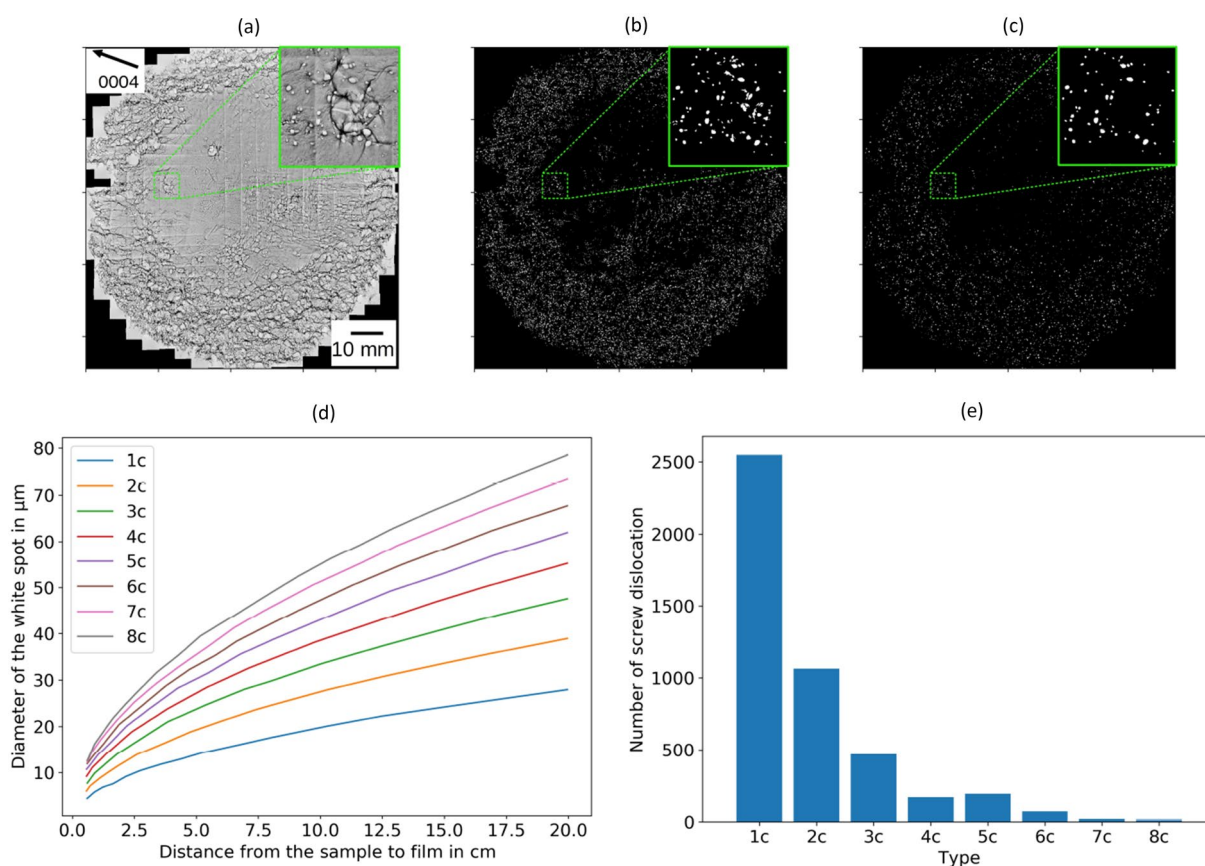 (a)
(b)
(c)
0004
10 mm
(d)
(e)
Diameter of the white spot in µm
80
70
60
50
40
30
20
10
1c
2c
3c
4c
5c
6c
7c
8c
0.0 2.5 5.0 7.5 10.0 12.5 15.0 17.5 20.0
Distance from the sample to film in cm
Number of screw dislocation
2500
2000
1500
1000
500
0
1c 2c 3c 4c 5c 6c 7c 8c
Type